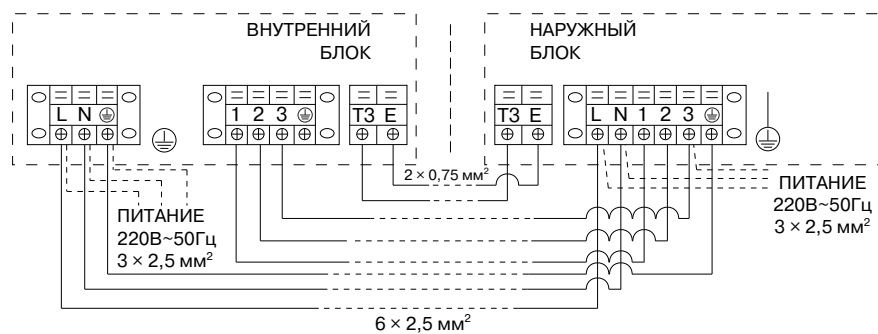 ВНУТРЕННИЙ
БЛОК
НАРУЖНЫЙ
БЛОК
L N
1 2 3
T3 E
T3 E
L N 1 2 3
2 × 0,75 мм²
ПИТАНИЕ
220В~50Гц
3 × 2,5 мм²
ПИТАНИЕ
220В~50Гц
3 × 2,5 мм²
6 × 2,5 мм²